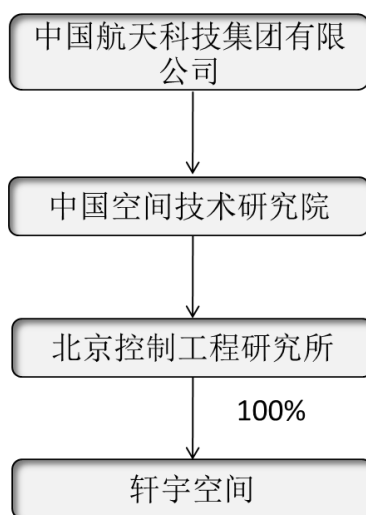 中国航天科技集团有限
公司
中国空间技术研究院
北京控制工程研究所
100%
轩宇空间